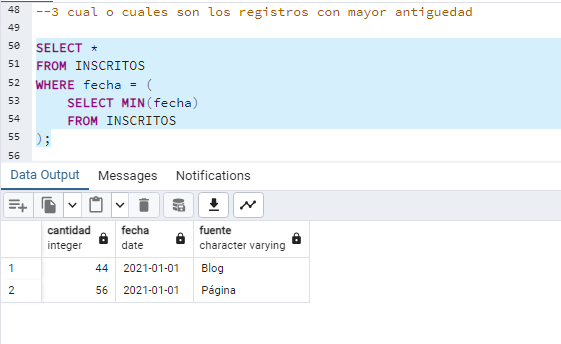 48 --3 cual o cuales son los registros con mayor antiguedad
49
50 SELECT *
51 FROM INSCRITOS
52 WHERE fecha = (
53 SELECT MIN(fecha)
54 FROM INSCRITOS
55 );
56
Data Output Messages Notifications
cantidad fecha fuente
integer date character varying
1 44 2021-01-01 Blog
2 56 2021-01-01 Página